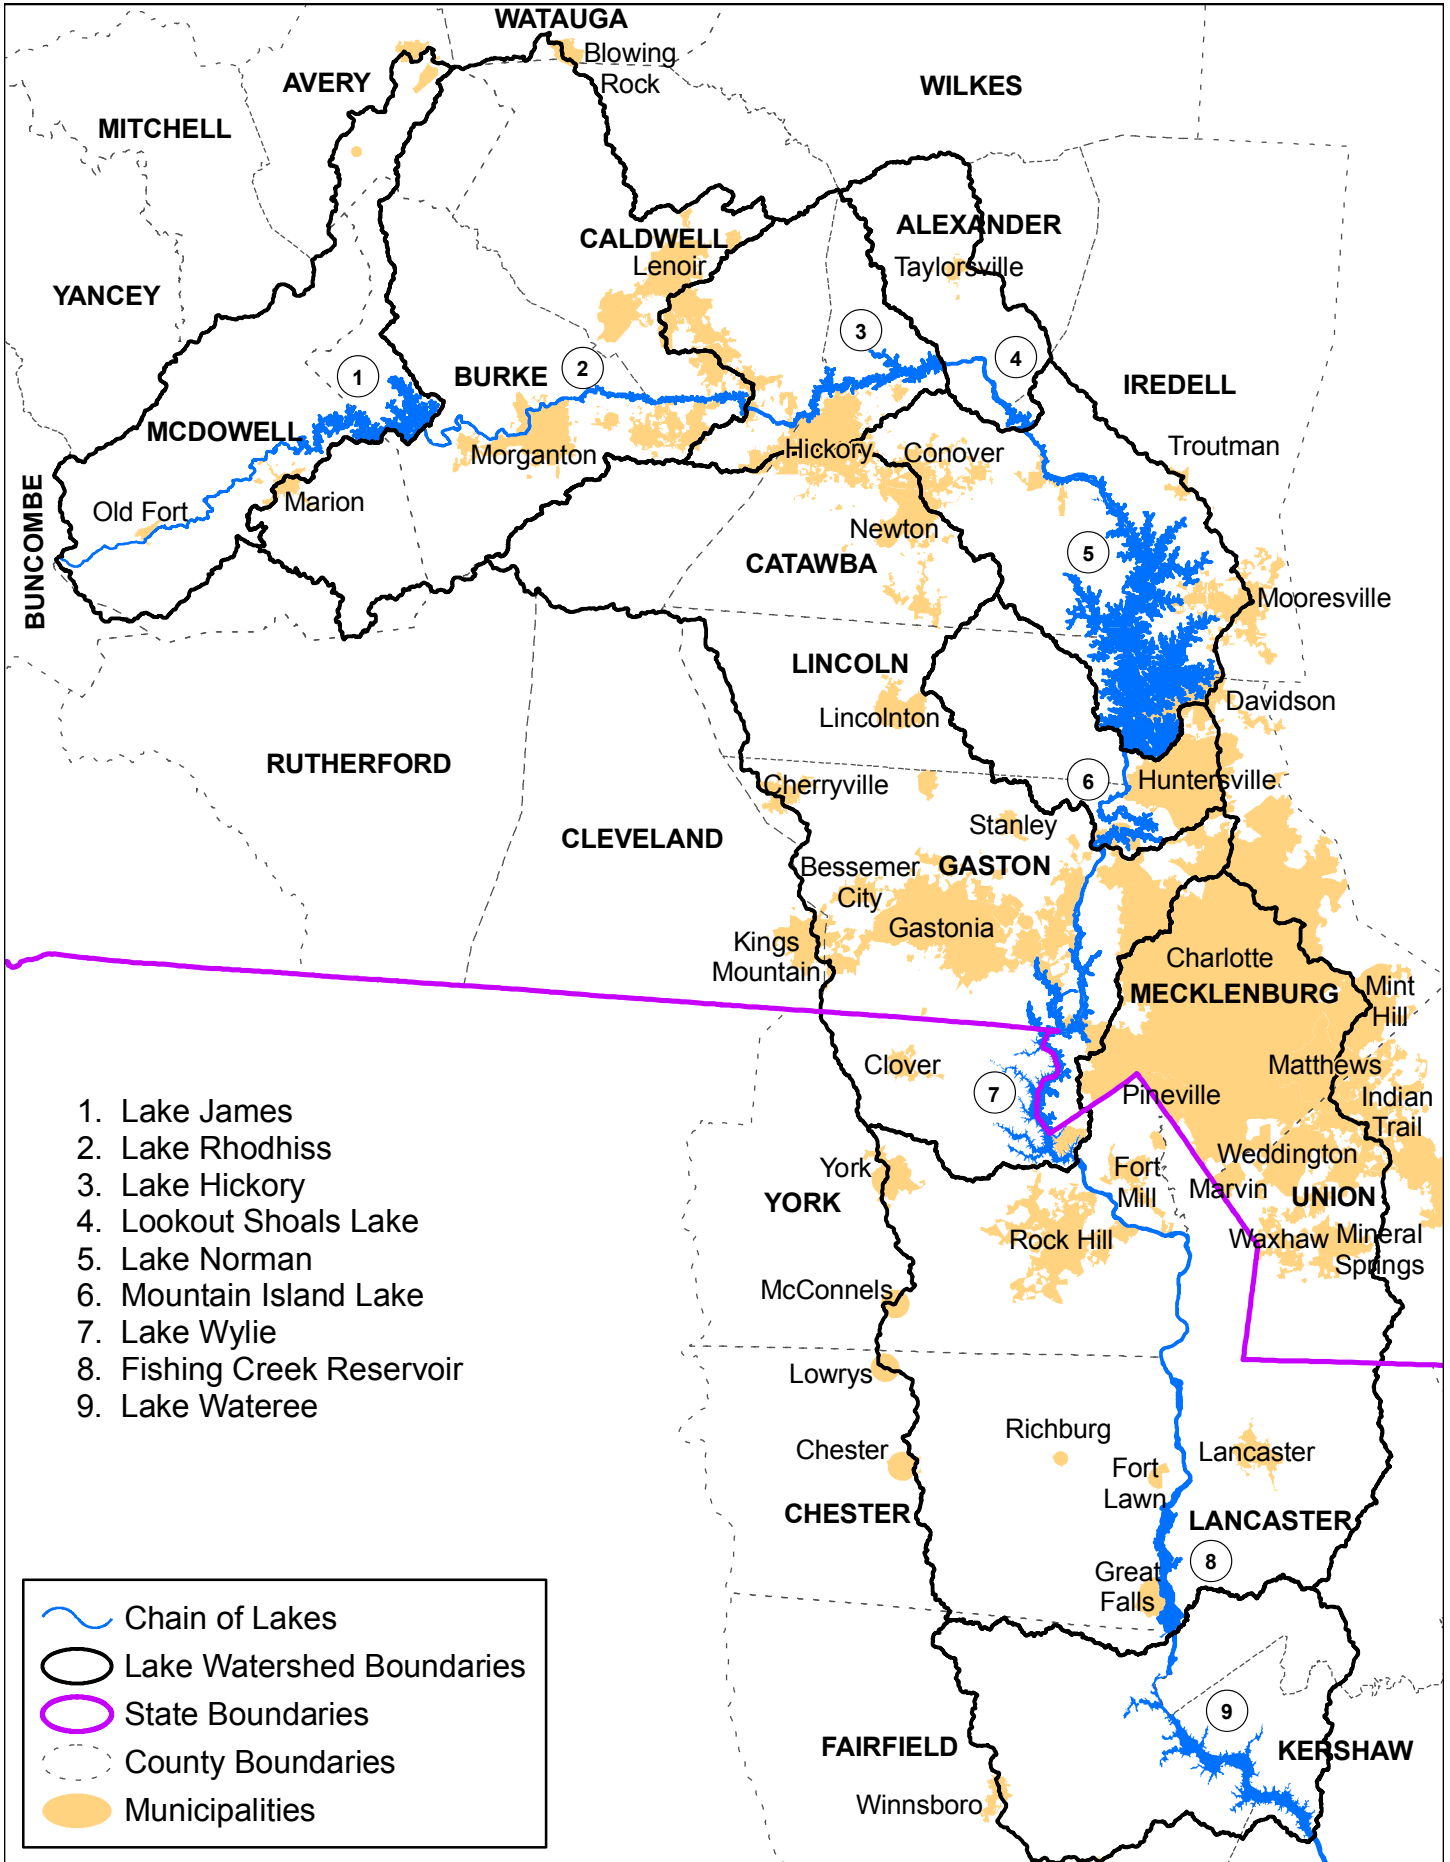 WATAUGA
Blowing
Rock
AVERY
WILKES
MITCHELL
ALEXANDER
CALDWELL
Lenoir
Taylorsville
YANCEY
3
4
1
2
BURKE
IREDELL
MCDOWELL
Troutman
Hickory
Conover
Morganton
BUNCOMBE
Old Fort
Marion
Newton
5
CATAWBA
Mooresville
LINCOLN
Davidson
Lincolnton
RUTHERFORD
6
Huntersville
Cherryville
Stanley
CLEVELAND
Bessemer
City
GASTON
Gastonia
Kings
Mountain
Charlotte
MECKLENBURG
Mint
Hill
Clover
Matthews
7
Pineville
Indian
Trail
Weddington
York
Fort
Mill
Marvin
UNION
YORK
Rock Hill
Waxhaw
Mineral
Springs
McConnels
Lowrys
Richburg
Chester
Lancaster
Fort
Lawn
CHESTER
LANCASTER
8
Great
Falls
9
FAIRFIELD
KERSHAW
Winnsboro
1. Lake James
2. Lake Rhodhiss
3. Lake Hickory
4. Lookout Shoals Lake
5. Lake Norman
6. Mountain Island Lake
7. Lake Wylie
8. Fishing Creek Reservoir
9. Lake Wateree
Chain of Lakes
Lake Watershed Boundaries
State Boundaries
County Boundaries
Municipalities